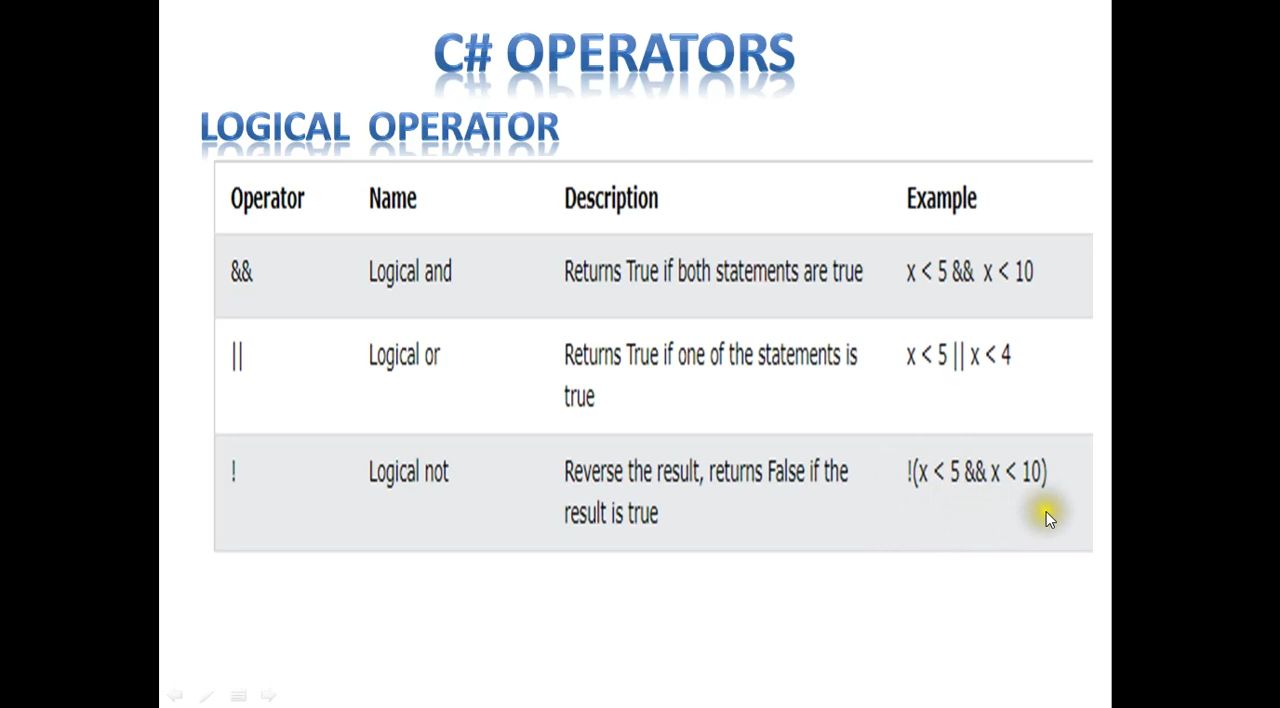 C# OPERATORS
LOGICAL OPERATOR
Operator Name Description Example
&& Logical and Returns True if both statements are true x < 5 && x < 10
|| Logical or Returns True if one of the statements is x < 5 || x < 4
true
! Logical not Reverse the result, returns False if the !(x < 5 && x < 10)
result is true